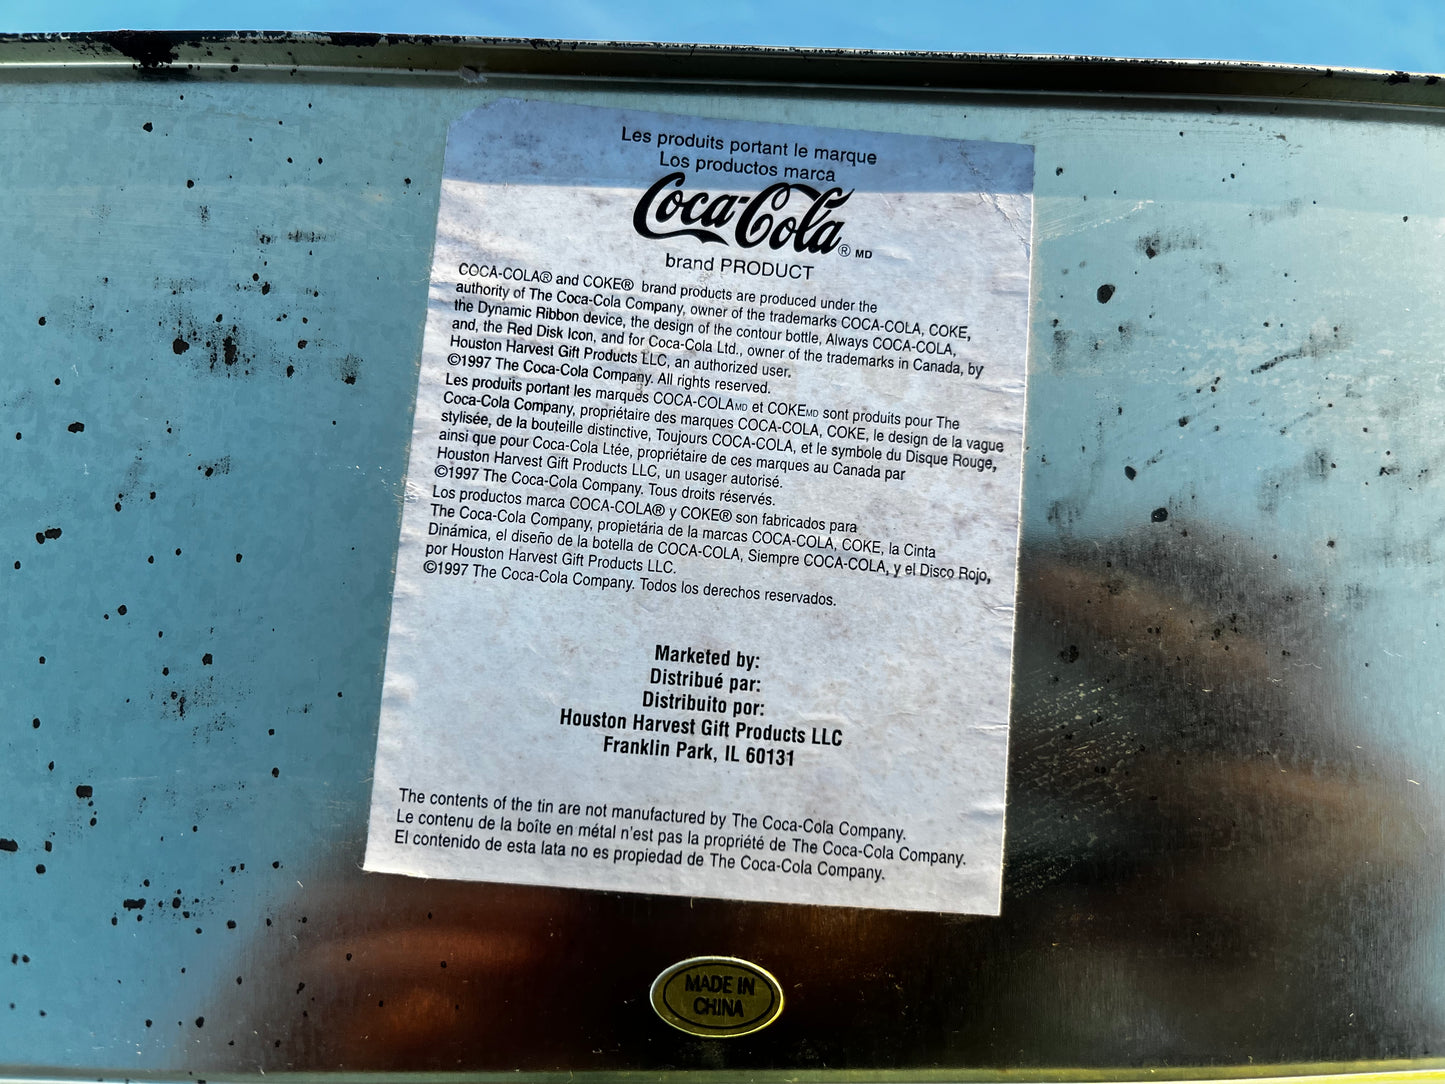 Les produits portant le marque
Los productos marca
Coca-Cola® MD
brand PRODUCT
COCA-COLA® and COKE® brand products are produced under the
authority of The Coca-Cola Company, owner of the trademarks COCA-COLA, COKE,
the Dynamic Ribbon device, the design of the contour bottle, Always COCA-COLA,
and, the Red Disk Icon, and for Coca-Cola Ltd., owner of the trademarks in Canada, by
Houston Harvest Gift Products LLC, an authorized user.
©1997 The Coca-Cola Company. All rights reserved.
Les produits portant les marques COCA-COLAMD et COKEMD sont produits pour The
Coca-Cola Company, propriétaire des marques COCA-COLA, COKE, le design de la vague
stylisée, de la bouteille distinctive, Toujours COCA-COLA, et le symbole du Disque Rouge,
ainsi que pour Coca-Cola Ltée, propriétaire de ces marques au Canada par
Houston Harvest Gift Products LLC, un usager autorisé.
©1997 The Coca-Cola Company. Tous droits réservés.
Los productos marca COCA-COLA® y COKE® son fabricados para
The Coca-Cola Company, propietária de la marcas COCA-COLA, COKE, la Cinta
Dinámica, el diseño de la botella de COCA-COLA, Siempre COCA-COLA, y el Disco Rojo,
por Houston Harvest Gift Products LLC.
©1997 The Coca-Cola Company. Todos los derechos reservados.
Marketed by:
Distribué par:
Distribuito por:
Houston Harvest Gift Products LLC
Franklin Park, IL 60131
The contents of the tin are not manufactured by The Coca-Cola Company.
Le contenu de la boîte en métal n'est pas la propriété de The Coca-Cola Company.
El contenido de esta lata no es propiedad de The Coca-Cola Company.
MADE IN
CHINA